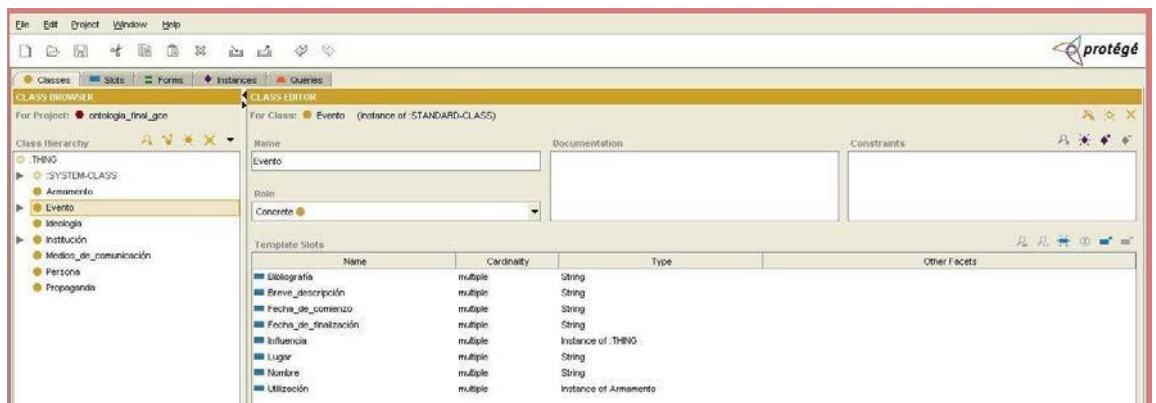 File Edit Project Window Help
protégé
Classes Slots Forms Instances Queries
CLASS BROWSER
For Project: ontologia_final_gce
Class Hierarchy
:THING
:SYSTEM-CLASS
Armamento
Evento
Ideología
Institución
Medios_de_comunicación
Persona
Propaganda
CLASS EDITOR
For Class: Evento (instance of :STANDARD-CLASS)
Name Documentation Constraints
Evento
Role
Concrete
Template Slots
Name Cardinality Type Other Facets
Bibliografía multiple String
Breve_descripción multiple String
Fecha_de_comienzo multiple String
Fecha_de_finalización multiple String
Influencia multiple Instance of :THING
Lugar multiple String
Nombre multiple String
Utilización multiple Instance of Armamento